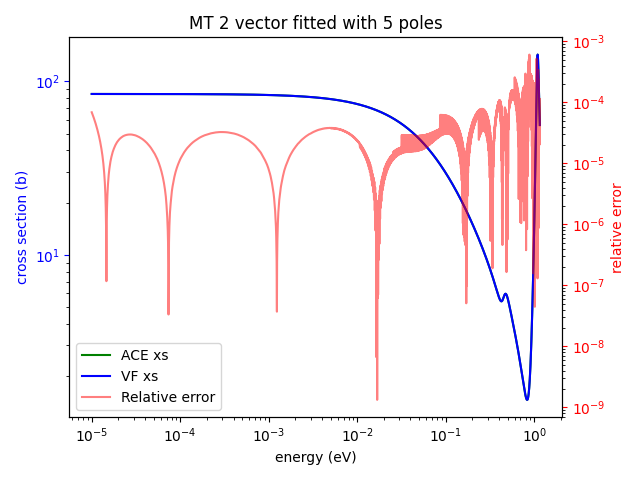 MT 2 vector fitted with 5 poles
10²
10¹
cross section (b)
10⁻³
10⁻⁴
10⁻⁵
10⁻⁶
10⁻⁷
10⁻⁸
10⁻⁹
relative error
ACE xs
VF xs
Relative error
10⁻⁵ 10⁻⁴ 10⁻³ 10⁻² 10⁻¹ 10⁰
energy (eV)